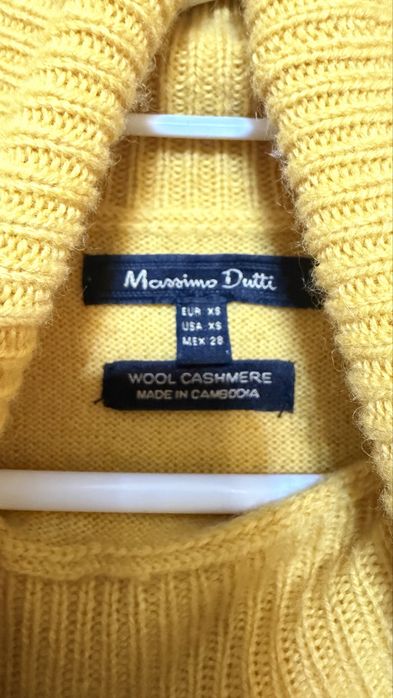 Massimo Dutti
EUR XS
USA XS
MEX 28
WOOL CASHMERE
MADE IN CAMBODIA